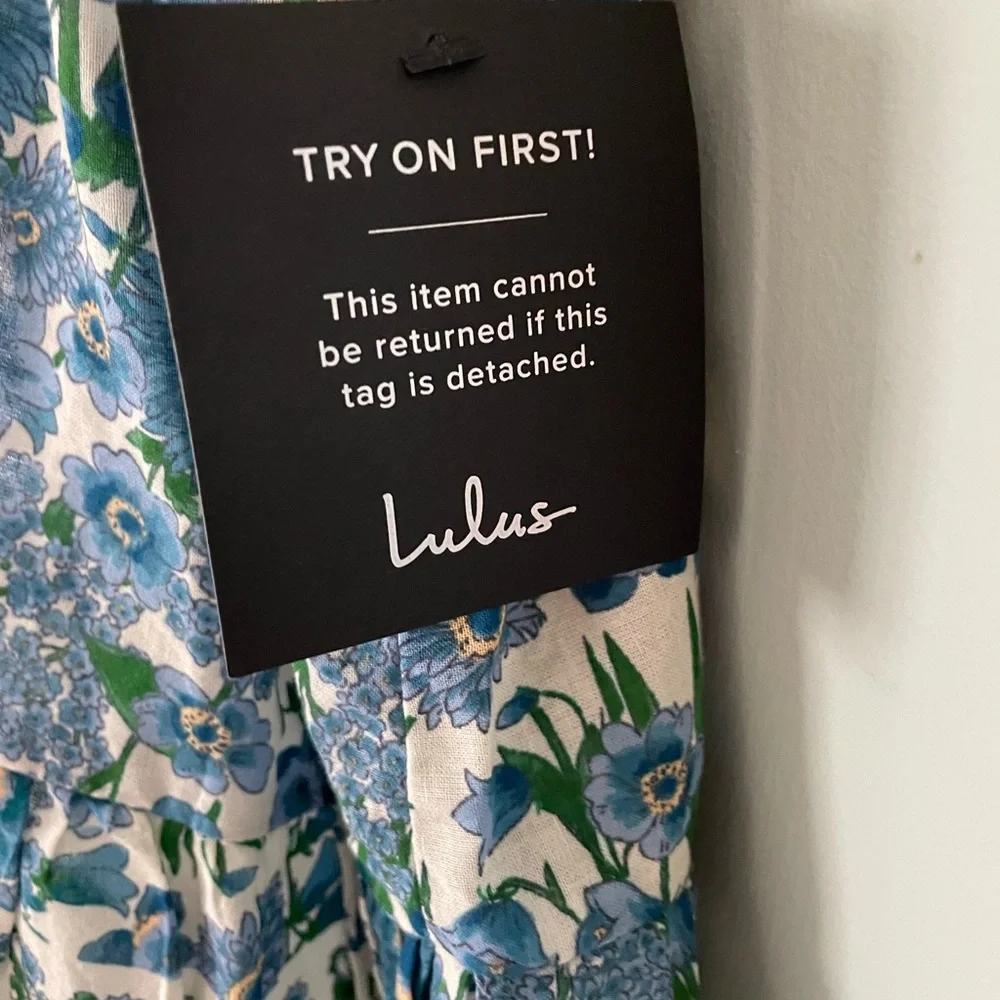 TRY ON FIRST!
This item cannot
be returned if this
tag is detached.
Lulus